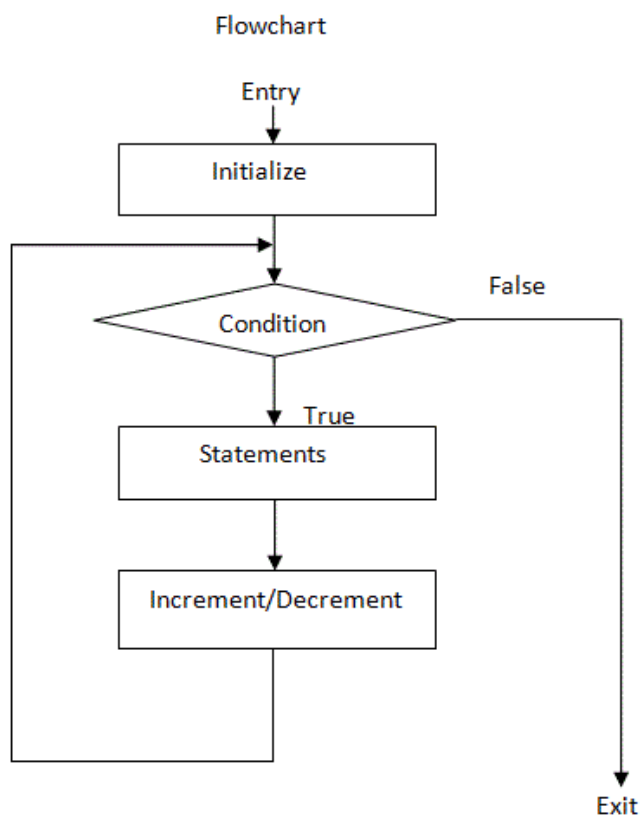 Flowchart
Entry
Initialize
False
Condition
True
Statements
Increment/Decrement
Exit